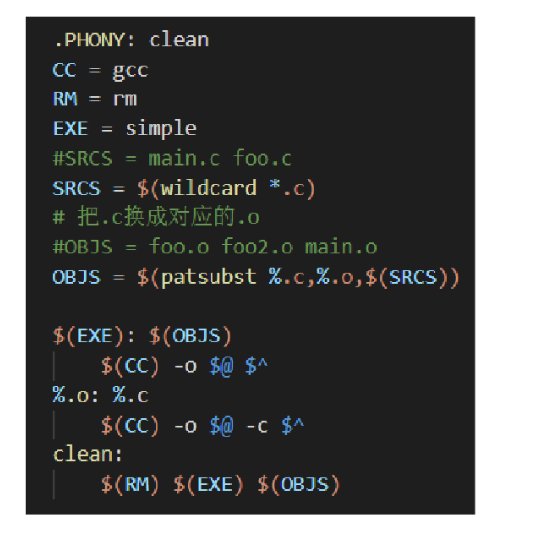 .PHONY: clean
CC = gcc
RM = rm
EXE = simple
#SRCS = main.c foo.c
SRCS = $(wildcard *.c)
# 把.c换成对应的.o
#OBJS = foo.o foo2.o main.o
OBJS = $(patsubst %.c,%.o,$(SRCS))
$(EXE): $(OBJS)
$(CC) -o $@ $^
%.o: %.c
$(CC) -o $@ -c $^
clean:
$(RM) $(EXE) $(OBJS)